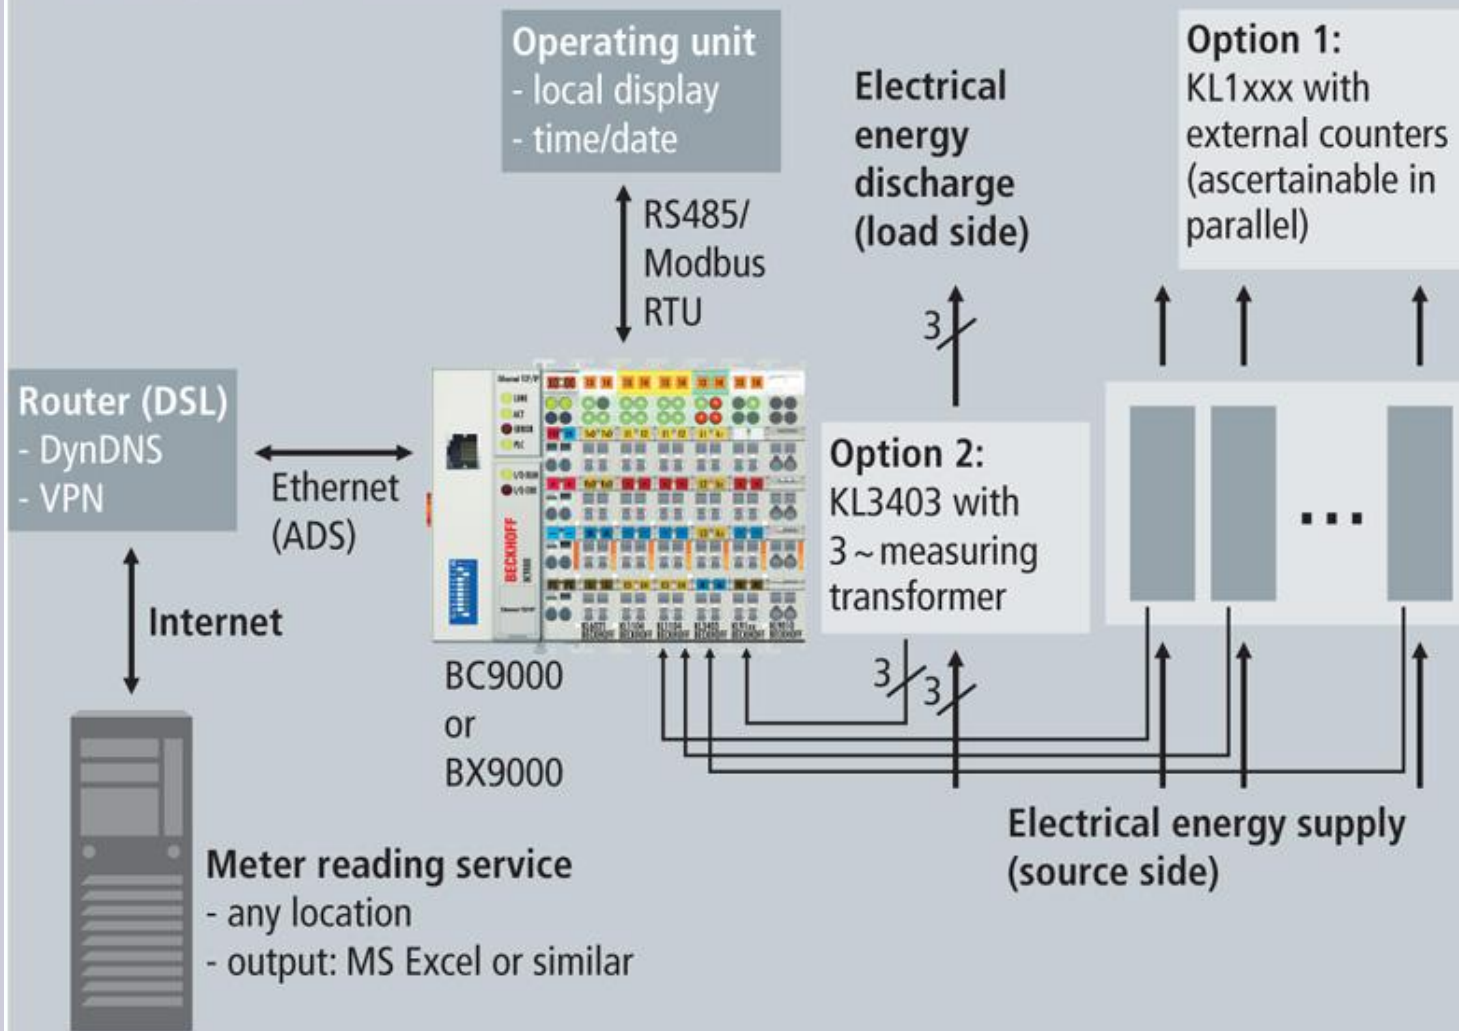 Operating unit
- local display
- time/date
Electrical
energy
discharge
(load side)
Option 1:
KL1xxx with
external counters
(ascertainable in
parallel)
RS485/
Modbus
RTU
3
Router (DSL)
- DynDNS
- VPN
Ethernet
(ADS)
BECKHOFF
Option 2:
KL3403 with
3 ~ measuring
transformer
...
Internet
BC9000
or
BX9000
3
3
Electrical energy supply
(source side)
Meter reading service
- any location
- output: MS Excel or similar